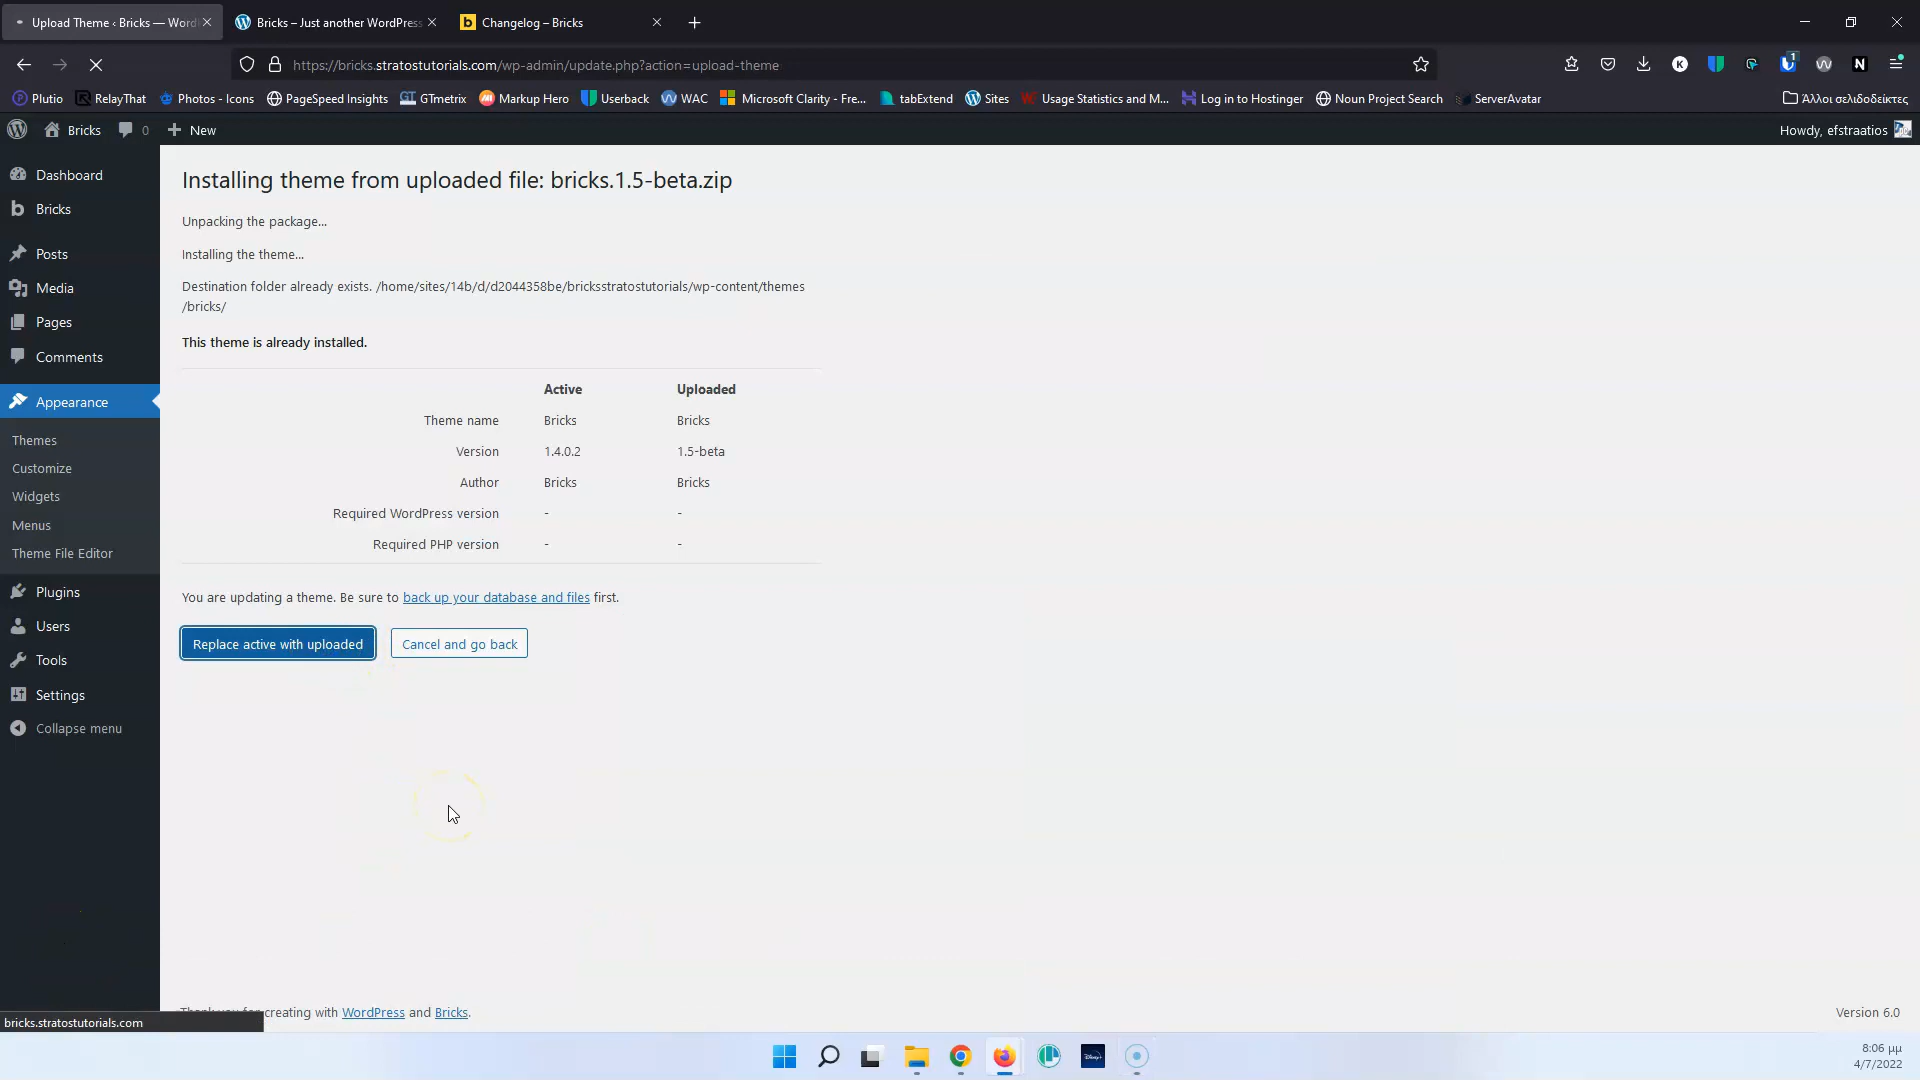 Upload Theme ‹ Bricks — Word
Bricks – Just another WordPress
Changelog – Bricks
https://bricks.stratostutorials.com/wp-admin/update.php?action=upload-theme
Plutio
RelayThat
Photos - Icons
PageSpeed Insights
GTmetrix
Markup Hero
Userback
WAC
Microsoft Clarity - Fre...
tabExtend
Sites
Usage Statistics and M...
Log in to Hostinger
Noun Project Search
ServerAvatar
Άλλοι σελιδοδείκτες
Bricks
0
New
Howdy, efstraatios
Dashboard
Bricks
Posts
Media
Pages
Comments
Appearance
Themes
Customize
Widgets
Menus
Theme File Editor
Plugins
Users
Tools
Settings
Collapse menu
Installing theme from uploaded file: bricks.1.5-beta.zip
Unpacking the package...
Installing the theme...
Destination folder already exists. /home/sites/14b/d/d2044358be/bricksstratostutorials/wp-content/themes
/bricks/
This theme is already installed.
Active Uploaded
Theme name Bricks Bricks
Version 1.4.0.2 1.5-beta
Author Bricks Bricks
Required WordPress version - -
Required PHP version - -
You are updating a theme. Be sure to back up your database and files first.
Replace active with uploaded
Cancel and go back
Thank you for creating with WordPress and Bricks.
Version 6.0
bricks.stratostutorials.com
8:06 μμ
4/7/2022